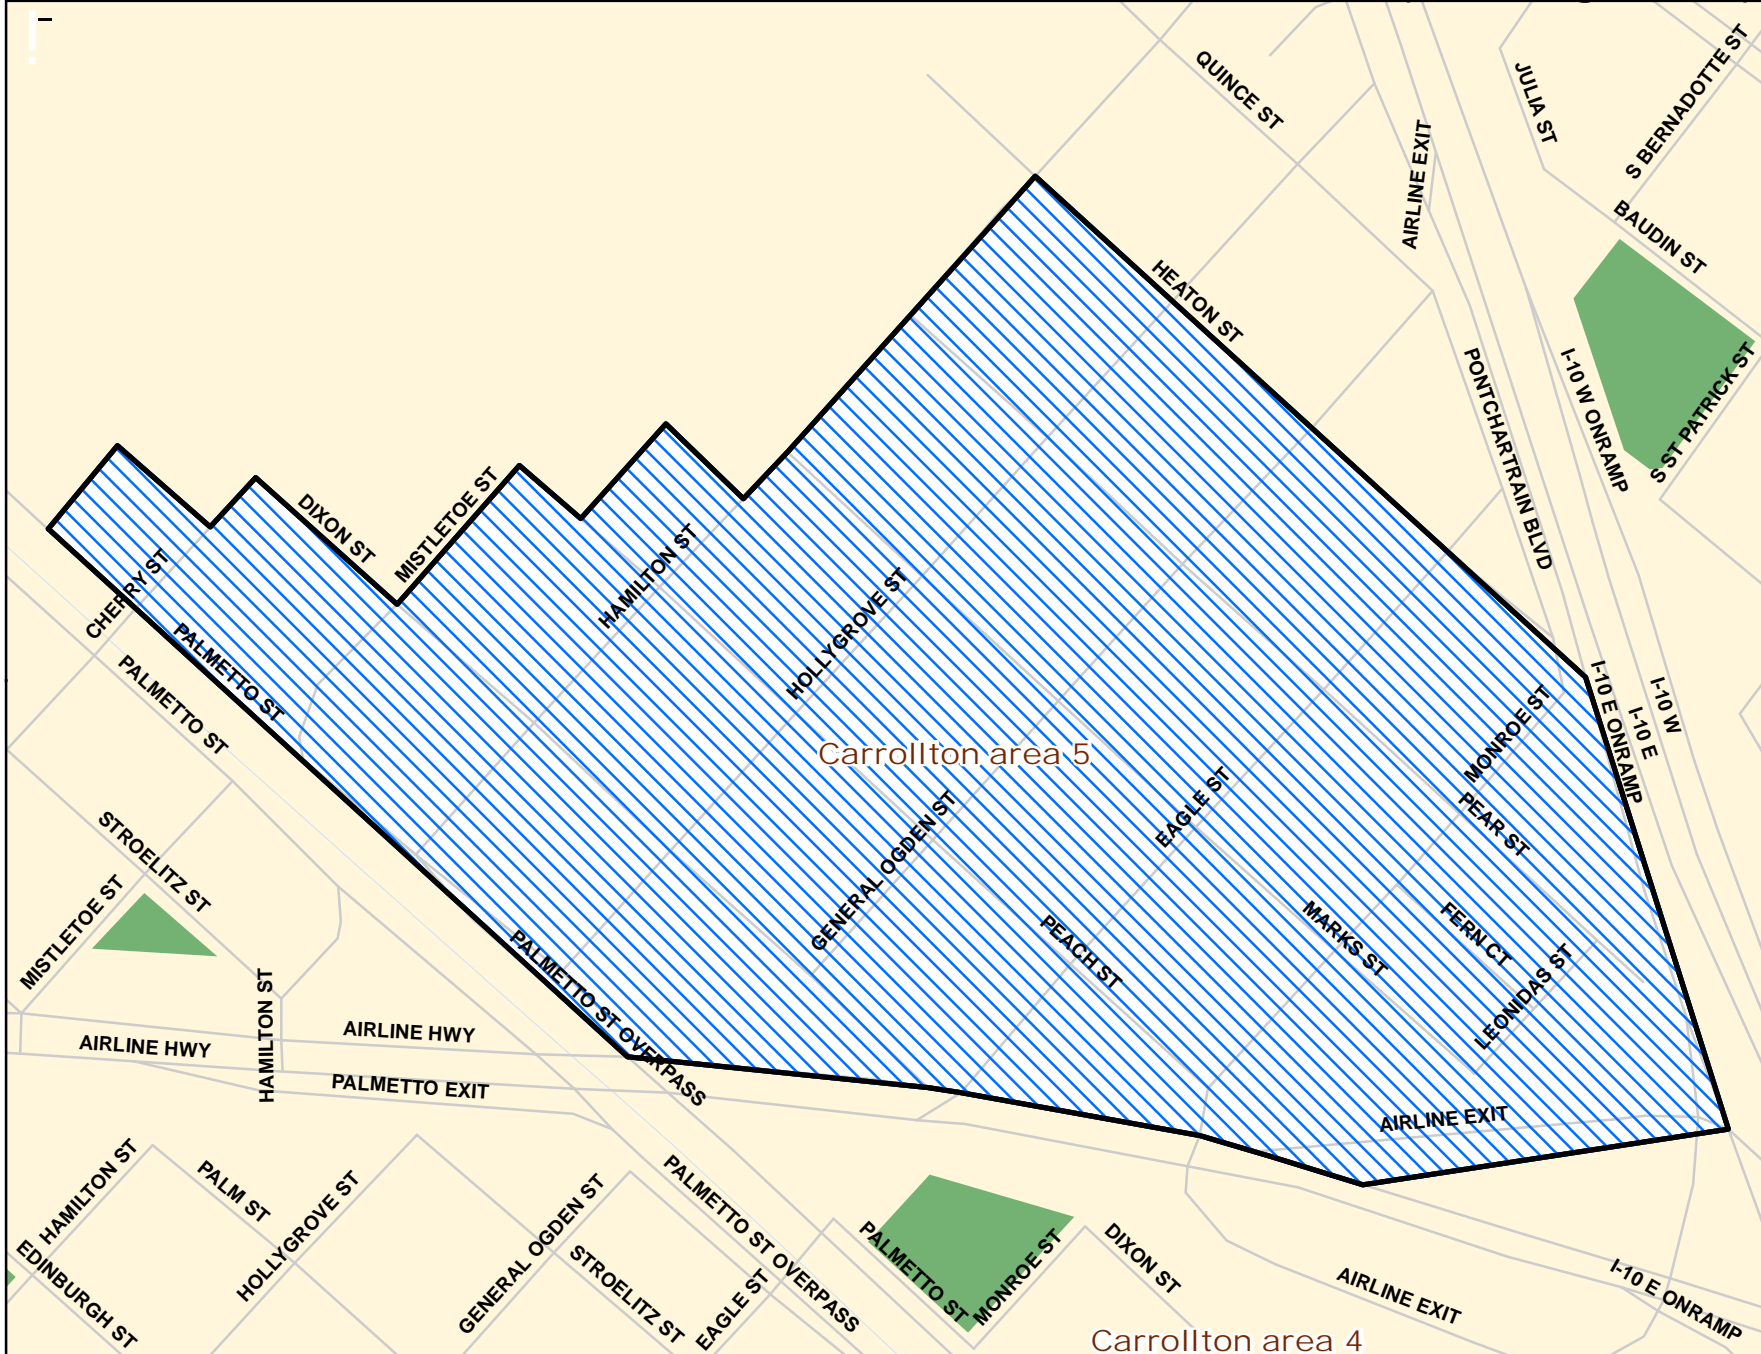 QUINCE ST
JULIA ST
S BERNADOTTE ST
AIRLINE EXIT
BAUDIN ST
HEATON ST
PONTCHARTRAIN BLVD
I-10 W ONRAMP
S ST PATRICK ST
DIXON ST
MISTLETOE ST
HAMILTON ST
CHERRY ST
HOLLYGROVE ST
PALMETTO ST
PALMETTO ST
I-10 E ONRAMP
I-10 W
I-10 E
MONROE ST
Carrollton area 5
EAGLE ST
PEAR ST
GENERAL OGDEN ST
STROELITZ ST
MISTLETOE ST
PEACH ST
MARKS ST
FERN CT
LEONIDAS ST
PALMETTO ST OVERPASS
HAMILTON ST
AIRLINE HWY
AIRLINE HWY
PALMETTO EXIT
AIRLINE EXIT
HAMILTON ST
PALM ST
HOLLYGROVE ST
GENERAL OGDEN ST
PALMETTO ST OVERPASS
EDINBURGH ST
STROELITZ ST
EAGLE ST
PALMETTO ST
MONROE ST
DIXON ST
AIRLINE EXIT
I-10 E ONRAMP
Carrollton area 4